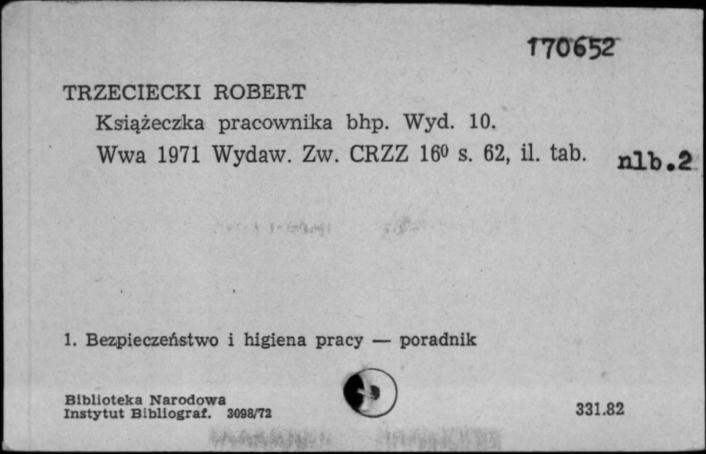 170652
TRZECIECKI ROBERT
Książeczka pracownika bhp. Wyd. 10.
Wwa 1971 Wydaw. Zw. CRZZ 16⁰ s. 62, il. tab. nlb.2
1. Bezpieczeństwo i higiena pracy — poradnik
Biblioteka Narodowa
Instytut Bibliograf. 3098/72
331.82